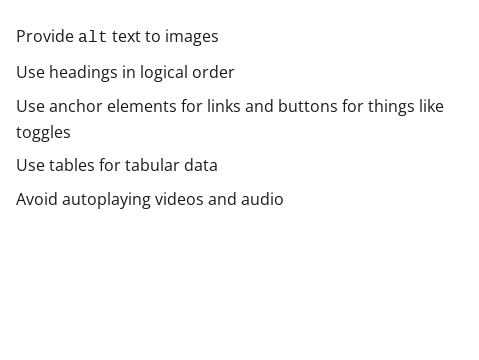 Provide alt text to images
Use headings in logical order
Use anchor elements for links and buttons for things like
toggles
Use tables for tabular data
Avoid autoplaying videos and audio